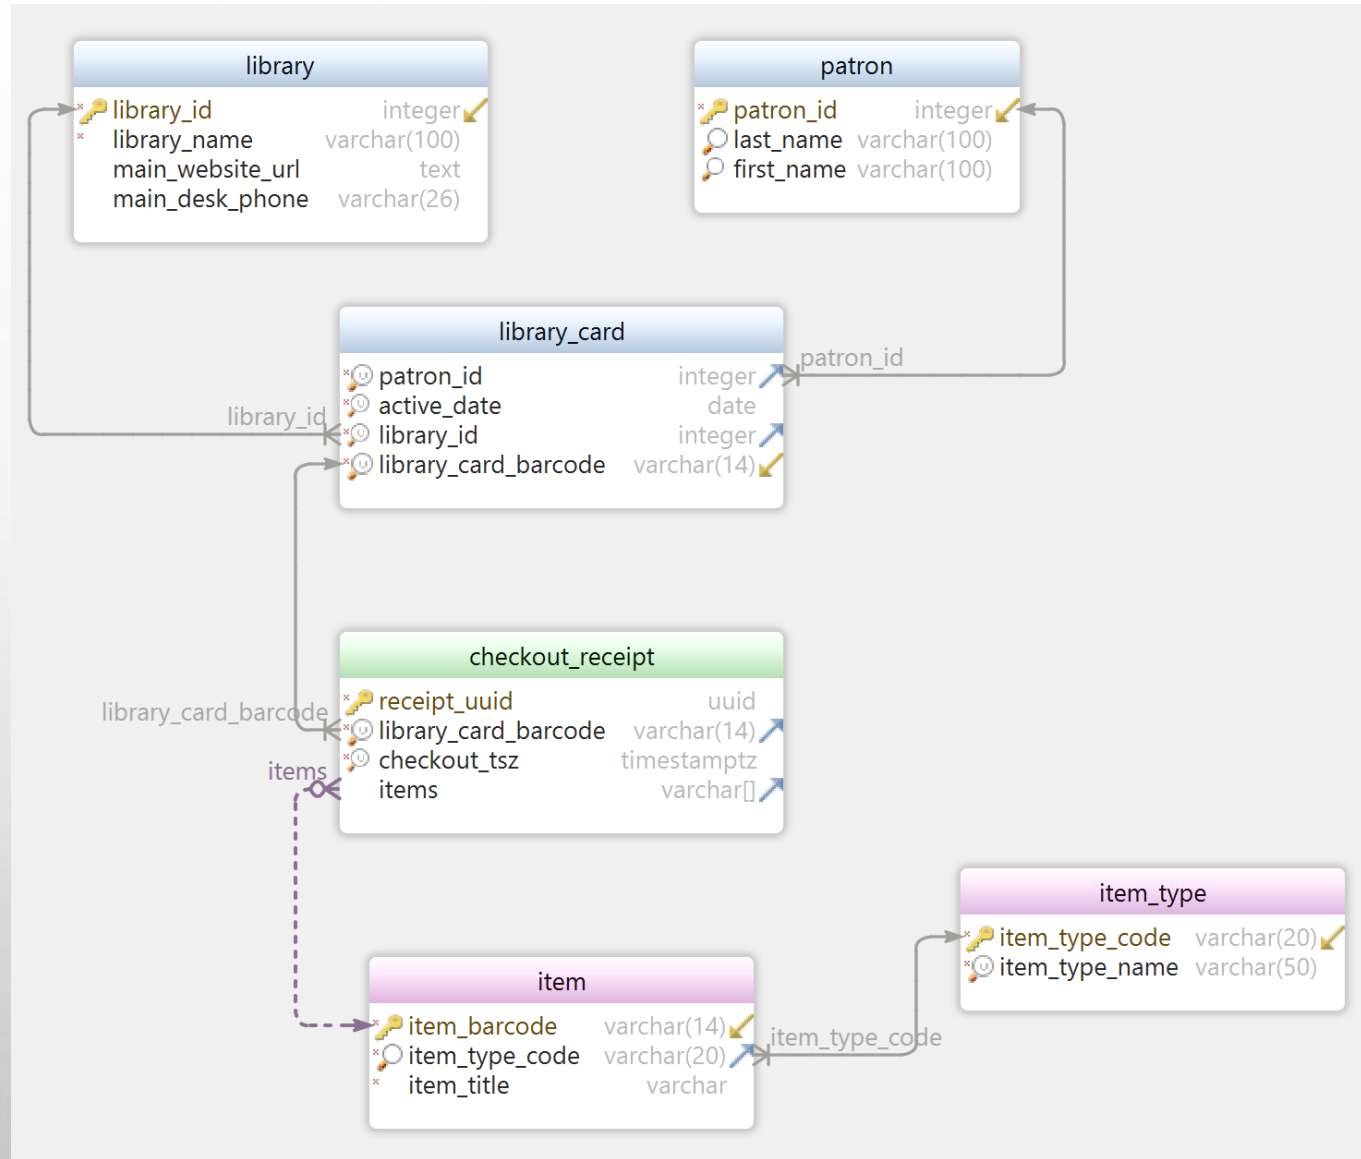 library
library_id integer
library_name varchar(100)
main_website_url text
main_desk_phone varchar(26)
patron
patron_id integer
last_name varchar(100)
first_name varchar(100)
library_card
patron_id integer
active_date date
library_id integer
library_card_barcode varchar(14)
patron_id
library_id
checkout_receipt
receipt_uuid uuid
library_card_barcode varchar(14)
checkout_tsz timestamptz
items varchar[]
library_card_barcode
items
item_type
item_type_code varchar(20)
item_type_name varchar(50)
item
item_barcode varchar(14)
item_type_code varchar(20)
item_title varchar
item_type_code